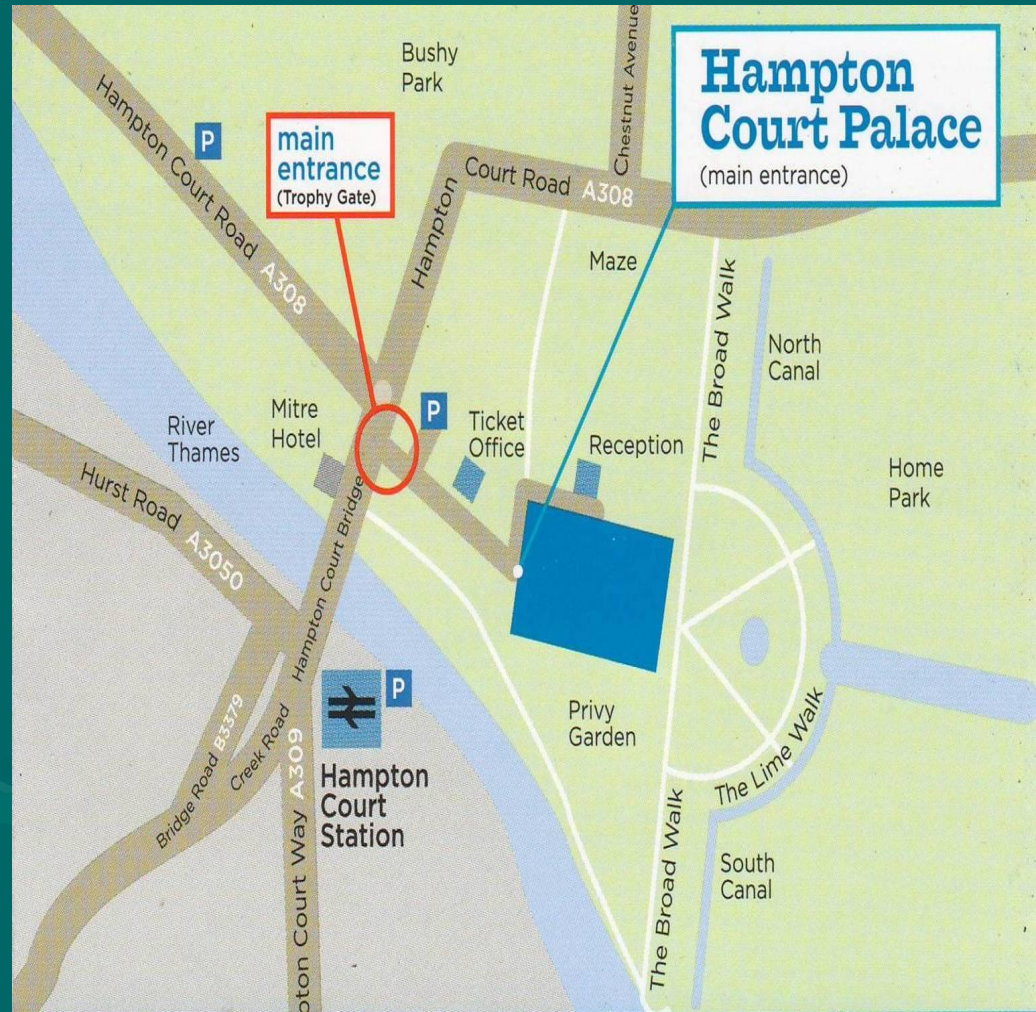 Bushy
Park
Chestnut Avenue
Hampton
Court Palace
(main entrance)
main
entrance
(Trophy Gate)
P
Hampton Court Road A308
Hampton
Court Road A308
Maze
The Broad Walk
North
Canal
Home
Park
River
Thames
Mitre
Hotel
P
Ticket
Office
Reception
Hurst Road A3050
Hampton Court Bridge
P
Hampton
Court
Station
Bridge Road B3379
Creek Road
pton Court Way A309
Privy
Garden
The Lime Walk
The Broad Walk
South
Canal